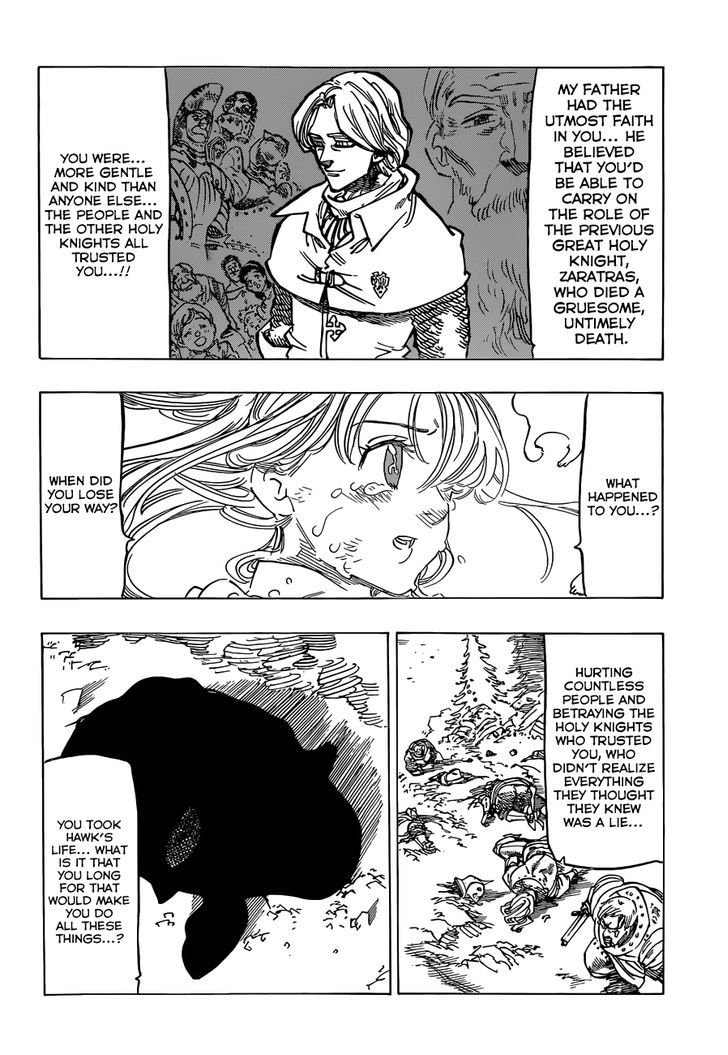 MY FATHER
HAD THE
UTMOST FAITH
IN YOU... HE
BELIEVED
THAT YOU'D
BE ABLE TO
CARRY ON
THE ROLE OF
THE PREVIOUS
GREAT HOLY
KNIGHT,
ZARATRAS,
WHO DIED A
GRUESOME,
UNTIMELY
DEATH.
YOU WERE...
MORE GENTLE
AND KIND THAN
ANYONE ELSE...
THE PEOPLE AND
THE OTHER HOLY
KNIGHTS ALL
TRUSTED
YOU...!!
WHAT
HAPPENED
TO YOU...?
WHEN DID
YOU LOSE
YOUR WAY?
HURTING
COUNTLESS
PEOPLE AND
BETRAYING THE
HOLY KNIGHTS
WHO TRUSTED
YOU, WHO
DIDN'T REALIZE
EVERYTHING
THEY THOUGHT
THEY KNEW
WAS A LIE...
YOU TOOK
HAWK'S
LIFE... WHAT
IS IT THAT
YOU LONG
FOR THAT
WOULD MAKE
YOU DO
ALL THESE
THINGS...?